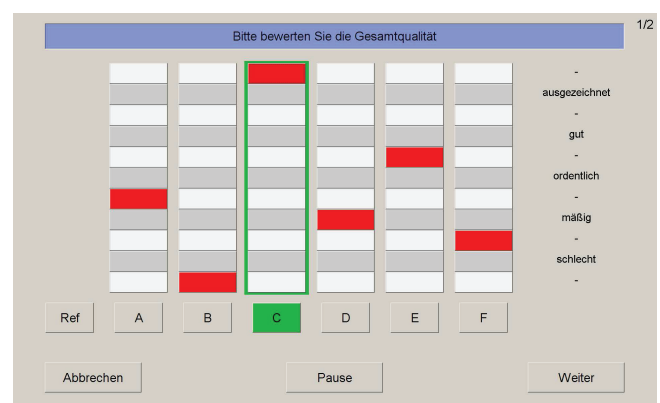 1/2
Bitte bewerten Sie die Gesamtqualität
-
ausgezeichnet
-
gut
-
ordentlich
-
mäßig
-
schlecht
-
Ref A B C D E F
Abbrechen Pause Weiter